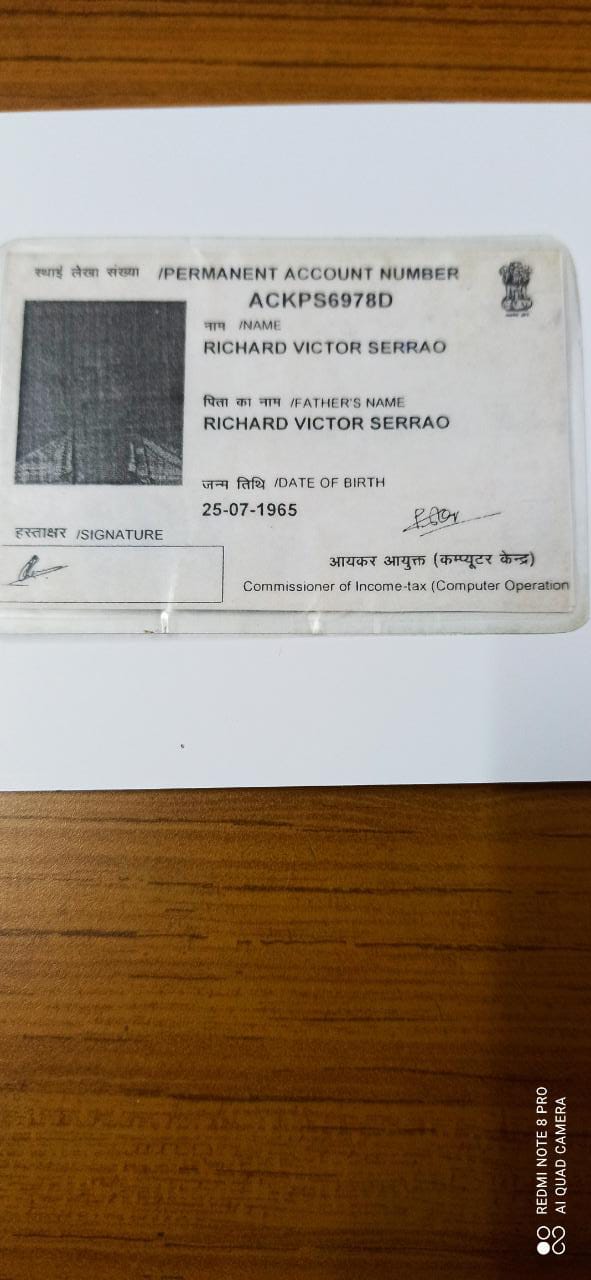 स्थाई लेखा संख्या /PERMANENT ACCOUNT NUMBER
ACKPS6978D
नाम /NAME
RICHARD VICTOR SERRAO
पिता का नाम /FATHER'S NAME
RICHARD VICTOR SERRAO
जन्म तिथि /DATE OF BIRTH
25-07-1965
हस्ताक्षर /SIGNATURE
आयकर आयुक्त (कम्प्यूटर केन्द्र)
Commissioner of Income-tax (Computer Operation
REDMI NOTE 8 PRO
AI QUAD CAMERA